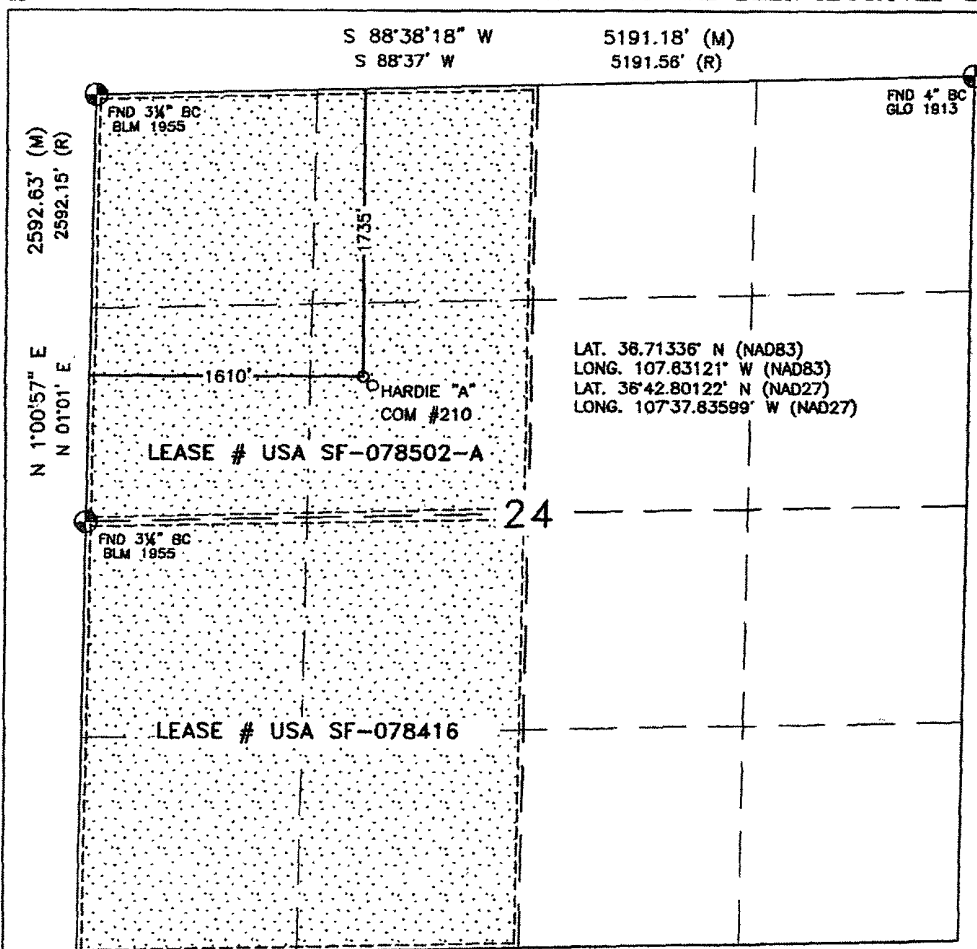 S 88°38'18" W 5191.18' (M)
S 88°37' W 5191.56' (R)
FND 3¼" BC
BLM 1955
FND 4" BC
GLO 1913
N 1°00'57" E 2592.63' (M)
N 01°01' E 2592.15' (R)
1735'
LAT. 36.71336° N (NAD83)
LONG. 107.63121° W (NAD83)
LAT. 36°42.80122' N (NAD27)
LONG. 107°37.83599' W (NAD27)
1610'
HARDIE "A"
COM #210
LEASE # USA SF-078502-A
24
FND 3¼" BC
BLM 1955
LEASE # USA SF-078416